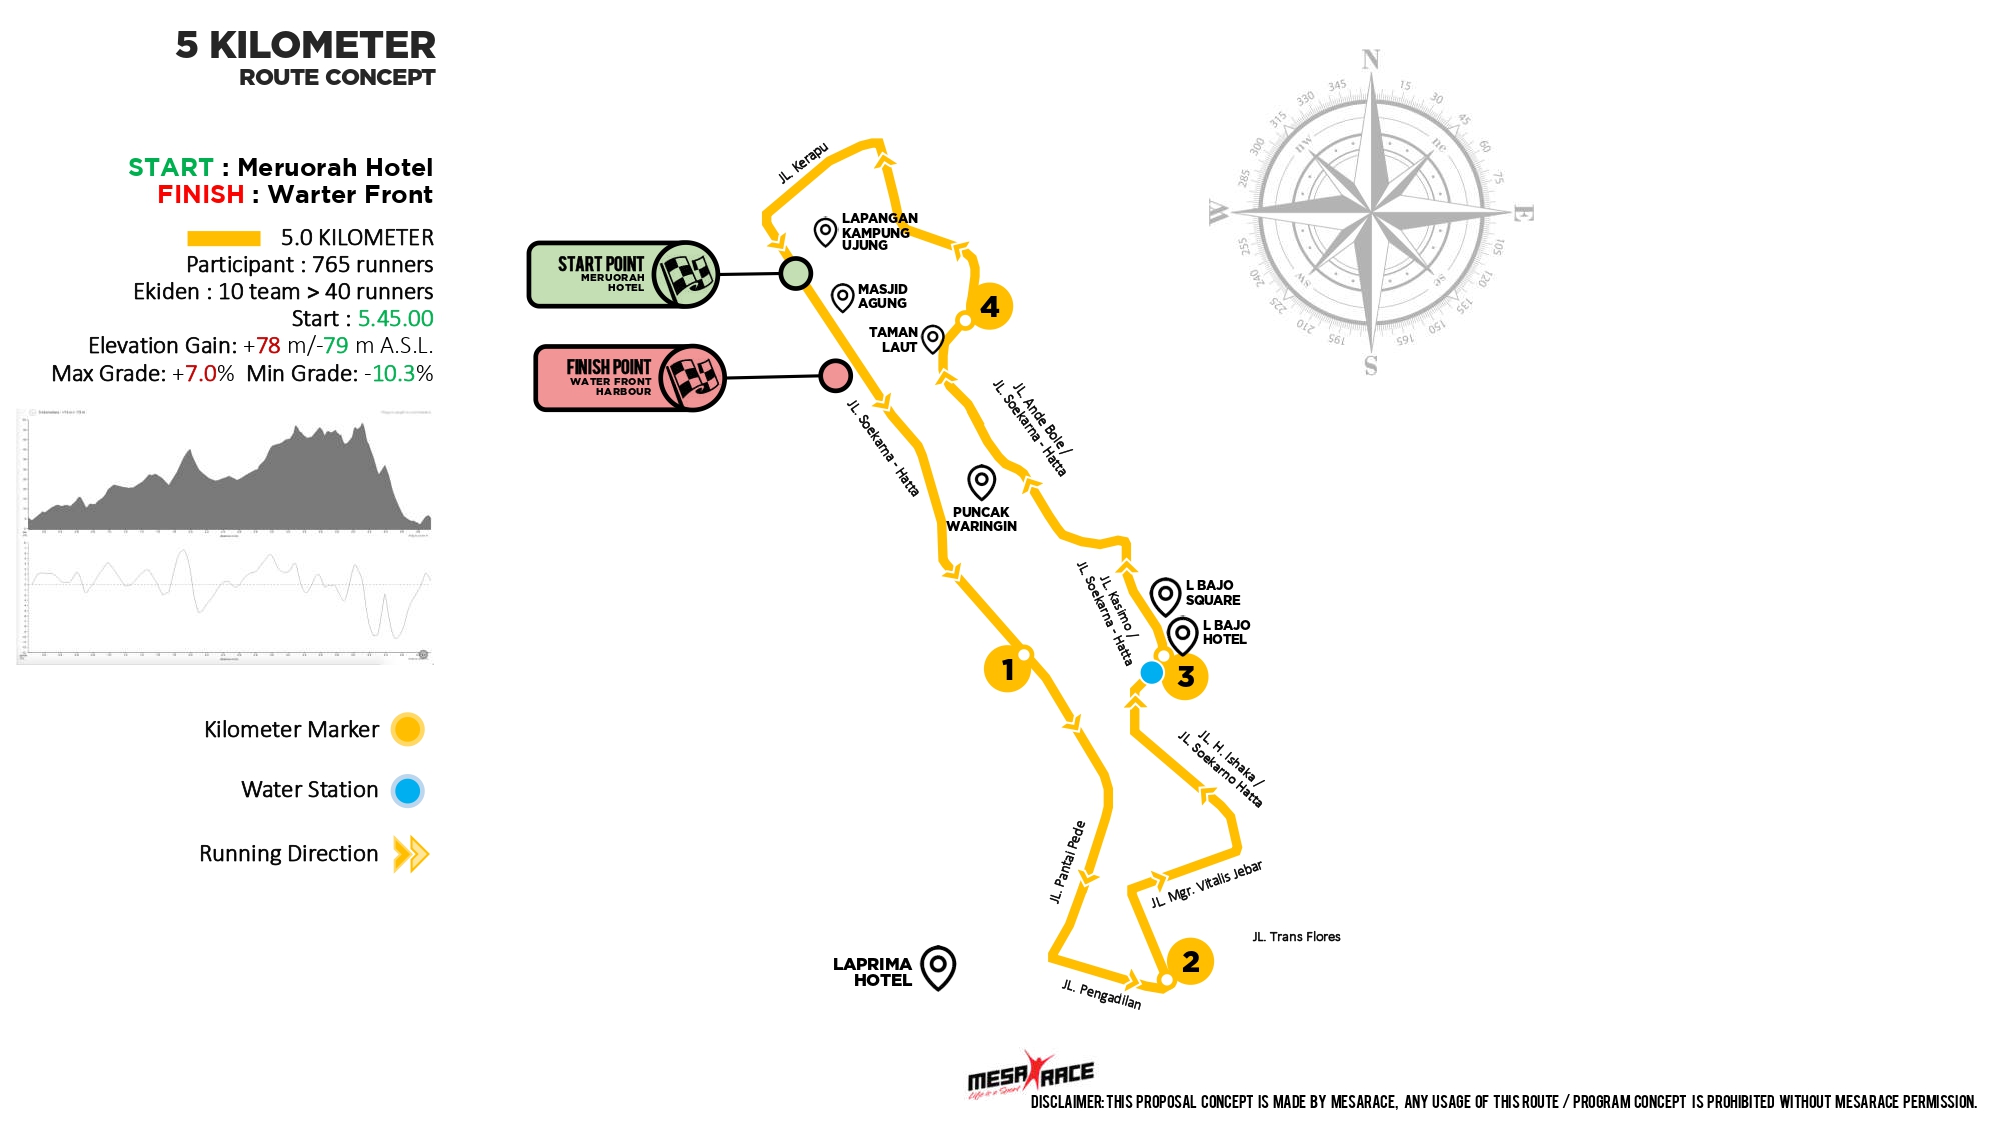 5 KILOMETER
ROUTE CONCEPT
START : Meruorah Hotel
FINISH : Warter Front
5.0 KILOMETER
Participant : 765 runners
Ekiden : 10 team > 40 runners
Start : 5.45.00
Elevation Gain: +78 m/-79 m A.S.L.
Max Grade: +7.0% Min Grade: -10.3%
Kilometer Marker
Water Station
Running Direction
START POINT
MERUORAH
HOTEL
FINISH POINT
WATER FRONT
HARBOUR
JL. Kerapu
LAPANGAN
KAMPUNG
UJUNG
MASJID
AGUNG
TAMAN
LAUT
4
JL. Soekarna - Hatta
JL. Ande Bole /
JL. Soekarna - Hatta
PUNCAK
WARINGIN
JL. Kasimo /
JL. Soekarna - Hatta
L BAJO
SQUARE
L BAJO
HOTEL
3
1
JL. H. Ishaka /
JL. Soekarno Hatta
JL. Pantai Pede
JL. Mgr. Vitalis Jebar
JL. Trans Flores
2
JL. Pengadilan
LAPRIMA
HOTEL
N
15
30
45
60
75
E
105
120
135
150
165
S
195
210
225
240
255
W
285
300
315
330
345
nw
ne
sw
se
MESARACE
Life is a Sport
DISCLAIMER: THIS PROPOSAL CONCEPT IS MADE BY MESARACE, ANY USAGE OF THIS ROUTE / PROGRAM CONCEPT IS PROHIBITED WITHOUT MESARACE PERMISSION.